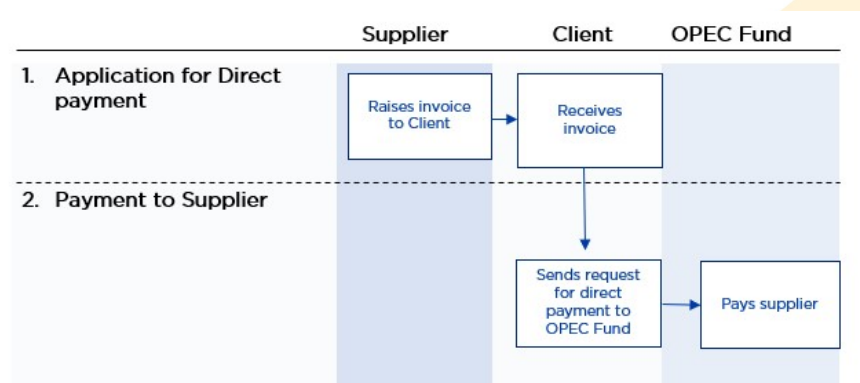 Supplier Client OPEC Fund
1. Application for Direct
payment
Raises invoice
to Client
Receives
invoice
2. Payment to Supplier
Sends request
for direct
payment to
OPEC Fund
Pays supplier